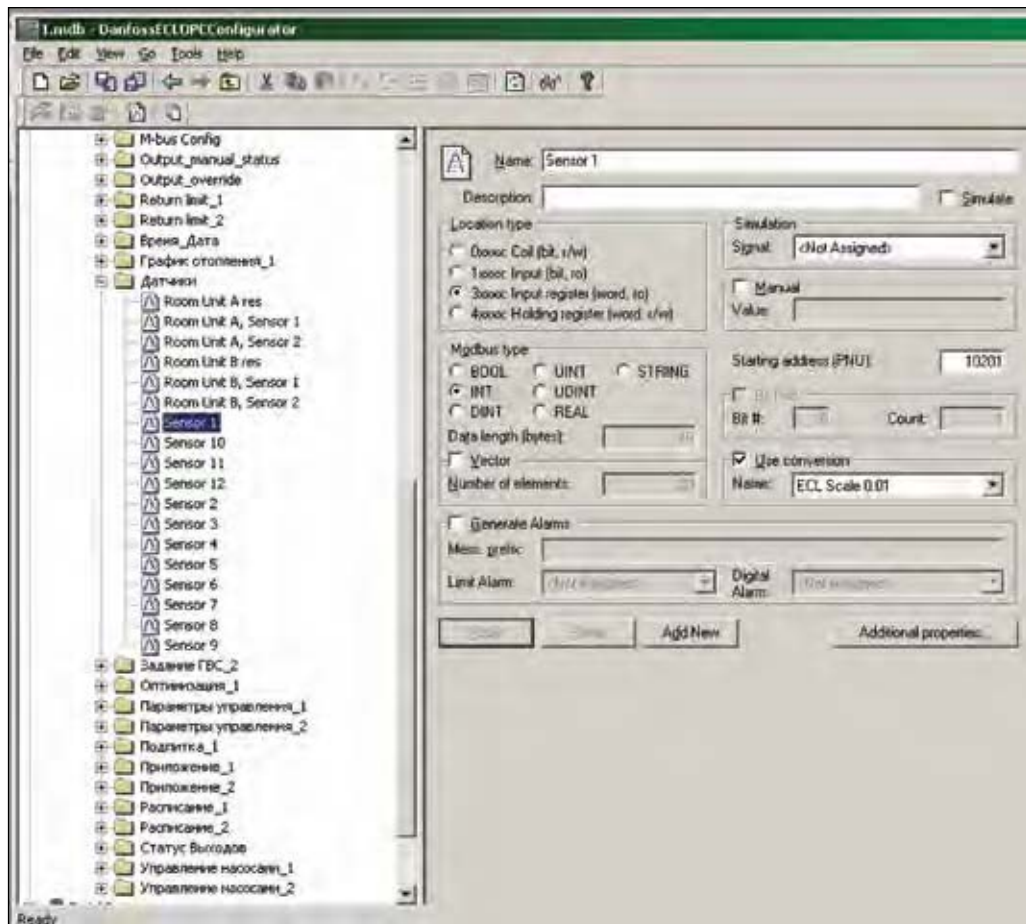 1.mdb - DanfossECLOPCConfigurator
File Edit View Go Tools Help
M-bus Config
Output_manual_status
Output_override
Return limit_1
Return limit_2
Время_Дата
График отопления_1
Датчики
Room Unit A res
Room Unit A, Sensor 1
Room Unit A, Sensor 2
Room Unit B res
Room Unit B, Sensor 1
Room Unit B, Sensor 2
Sensor 1
Sensor 10
Sensor 11
Sensor 12
Sensor 2
Sensor 3
Sensor 4
Sensor 5
Sensor 6
Sensor 7
Sensor 8
Sensor 9
Задание ГВС_2
Оптимизация_1
Параметры управления_1
Параметры управления_2
Подпитка_1
Приложение_1
Приложение_2
Расписание_1
Расписание_2
Статус Выходов
Управление насосами_1
Управление насосами_2
Ready
Name: Sensor 1
Description: Simulate
Location type
0xxxx Coil (bit, r/w)
1xxxx Input (bit, ro)
3xxxx Input register (word, ro)
4xxxx Holding register (word, r/w)
Simulation
Signal: <Not Assigned>
Manual
Value:
Modbus type
BOOL UINT STRING
INT UDINT
DINT REAL
Data length (bytes):
Vector
Number of elements:
Starting address (PNU): 10201
Bit #: Count:
Use conversion
Name: ECL Scale 0.01
Generate Alarms
Mess. prefix:
Limit Alarm: <Not Assigned> Digital Alarm: <Not Assigned>
Add New Additional properties...